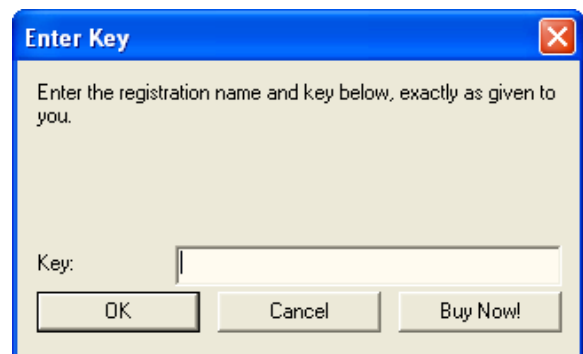 Enter Key
Enter the registration name and key below, exactly as given to
you.
Key:
OK Cancel Buy Now!